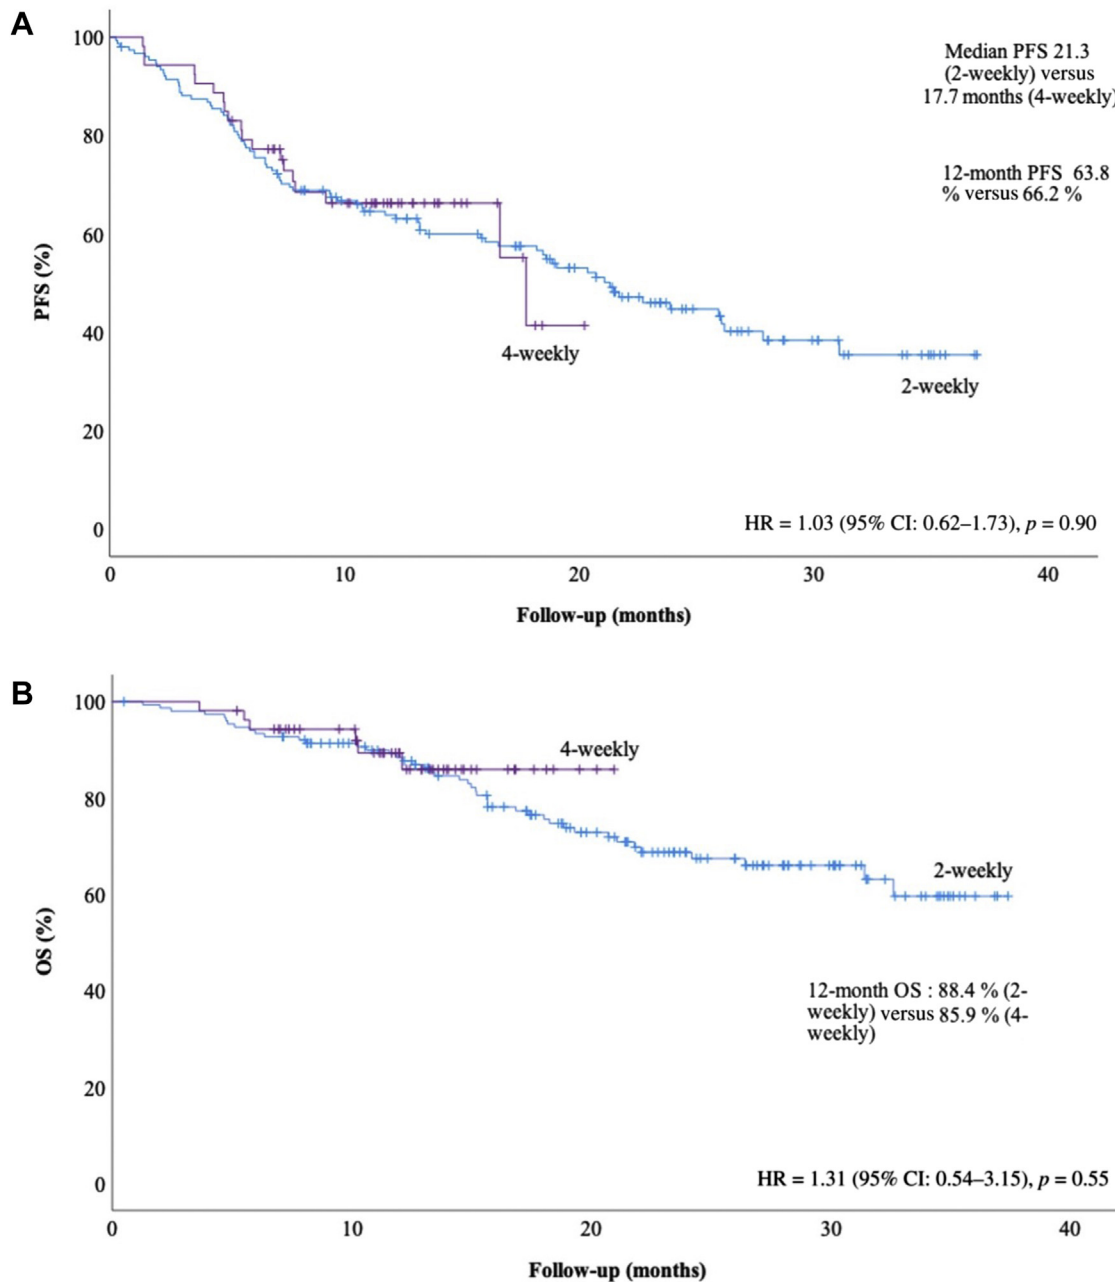 A
100
80
60
40
20
0
PFS (%)
Median PFS 21.3
(2-weekly) versus
17.7 months (4-weekly)
12-month PFS 63.8
% versus 66.2 %
4-weekly
2-weekly
HR = 1.03 (95% CI: 0.62–1.73), p = 0.90
0 10 20 30 40
Follow-up (months)
B
100
80
60
40
20
0
OS (%)
4-weekly
2-weekly
12-month OS : 88.4 % (2-
weekly) versus 85.9 % (4-
weekly)
HR = 1.31 (95% CI: 0.54–3.15), p = 0.55
0 10 20 30 40
Follow-up (months)